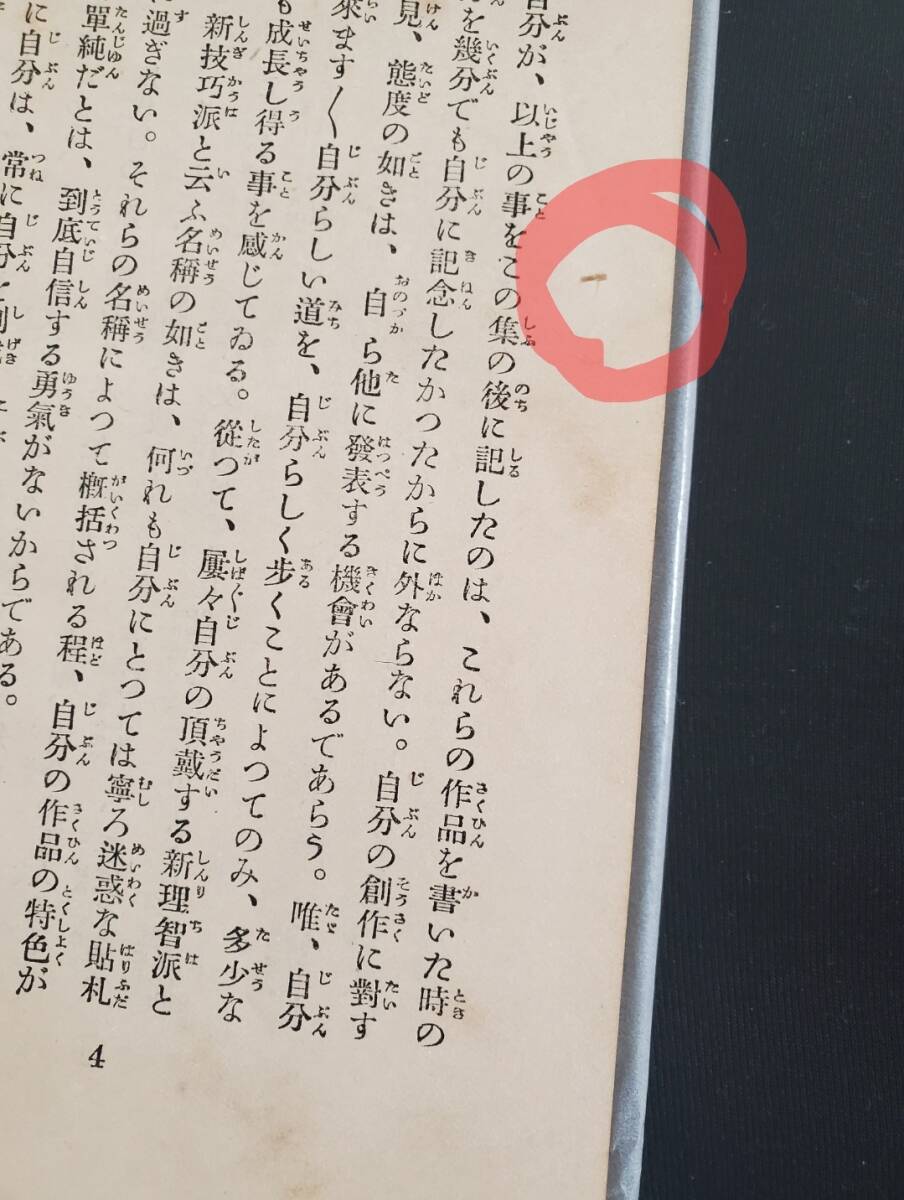 自分が、以上の事をこの集の後に記したのは、これらの作品を書いた時の
を幾分でも自分に記念したかつたからに外ならない。自分の創作に對す
見、態度の如きは、自ら他に發表する機會があるであらう。唯、自分
來ます〱自分らしい道を、自分らしく歩くことによつてのみ、多少な
も成長し得る事を感じてゐる。從つて、屢々自分の頂戴する新理智派と
新技巧派と云ふ名稱の如きは、何れも自分にとつては寧ろ迷惑な貼札
に過ぎない。それらの名稱によつて概括される程、自分の作品の特色が
單純だとは、到底自信する勇氣がないからである。
に自分は、常に自分
4